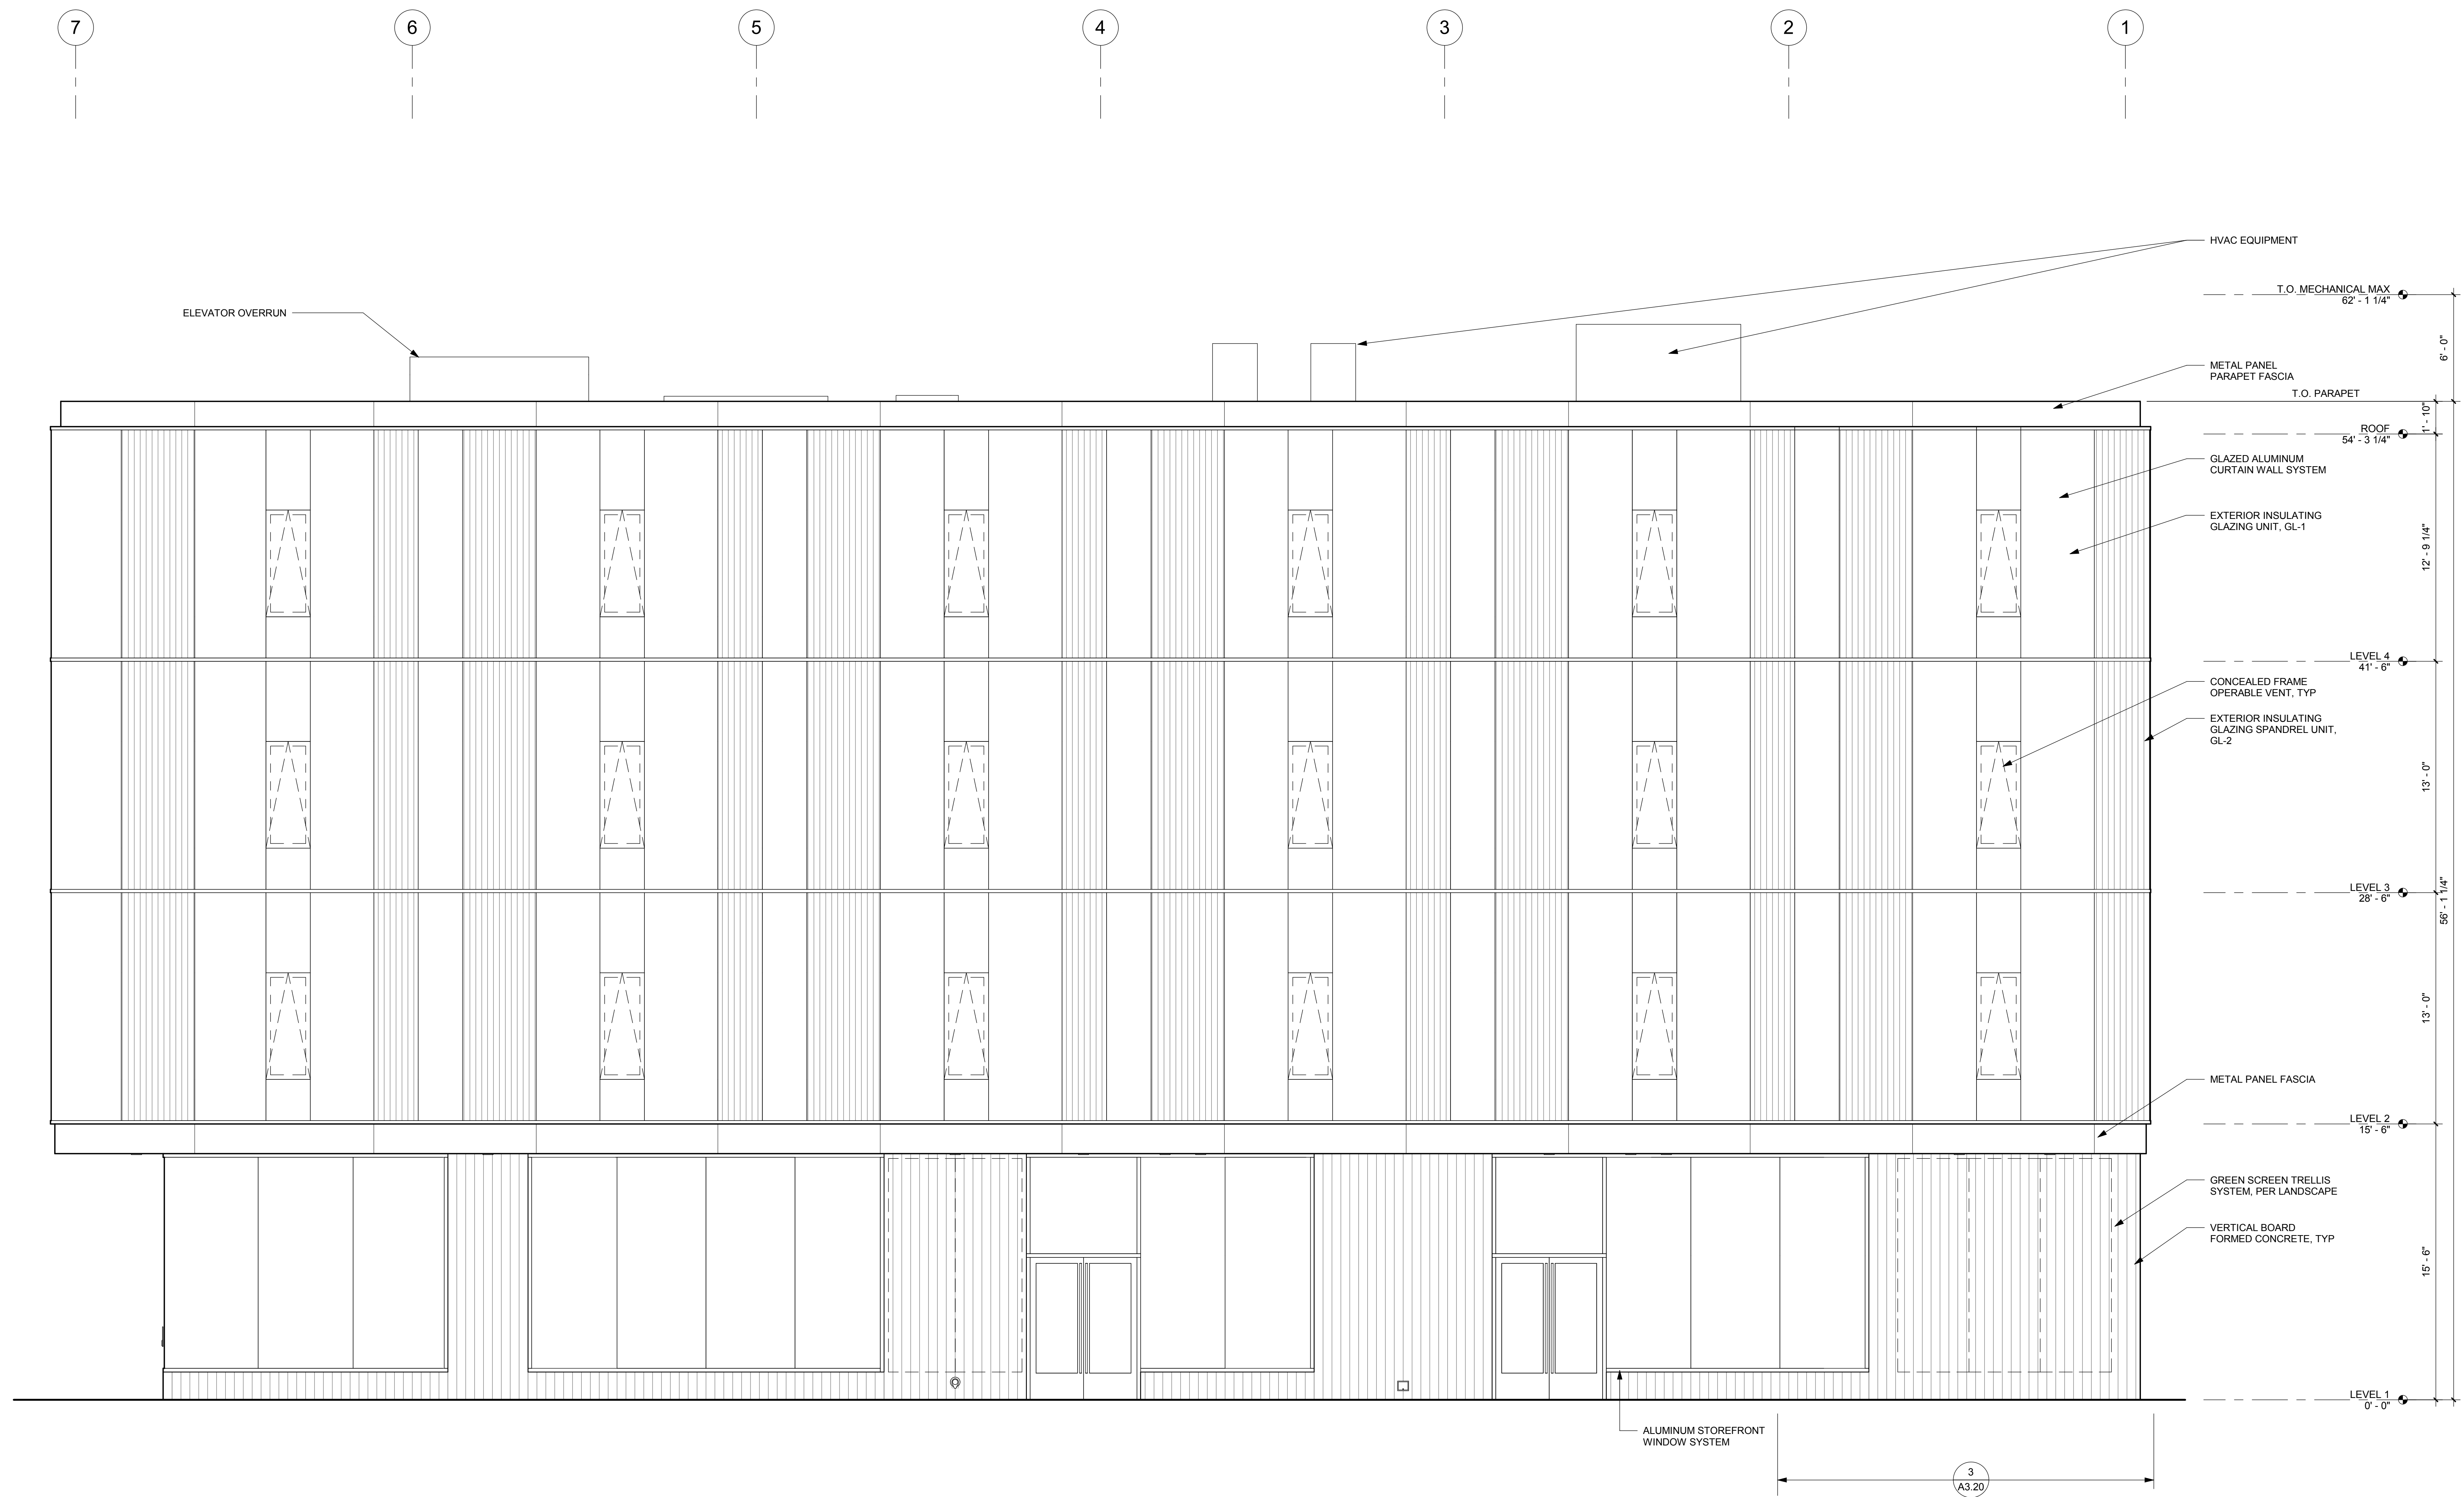 7
6
5
4
3
2
1
HVAC EQUIPMENT
T.O. MECHANICAL MAX
62' - 1 1/4"
ELEVATOR OVERRUN
6' - 0"
METAL PANEL
PARAPET FASCIA
T.O. PARAPET
1' - 10"
ROOF
54' - 3 1/4"
GLAZED ALUMINUM
CURTAIN WALL SYSTEM
EXTERIOR INSULATING
GLAZING UNIT, GL-1
12' - 9 1/4"
LEVEL 4
41' - 6"
CONCEALED FRAME
OPERABLE VENT, TYP
EXTERIOR INSULATING
GLAZING SPANDREL UNIT,
GL-2
13' - 0"
LEVEL 3
28' - 6"
56' - 1 1/4"
13' - 0"
METAL PANEL FASCIA
LEVEL 2
15' - 6"
GREEN SCREEN TRELLIS
SYSTEM, PER LANDSCAPE
VERTICAL BOARD
FORMED CONCRETE, TYP
15' - 6"
LEVEL 1
0' - 0"
ALUMINUM STOREFRONT
WINDOW SYSTEM
3
A3.20